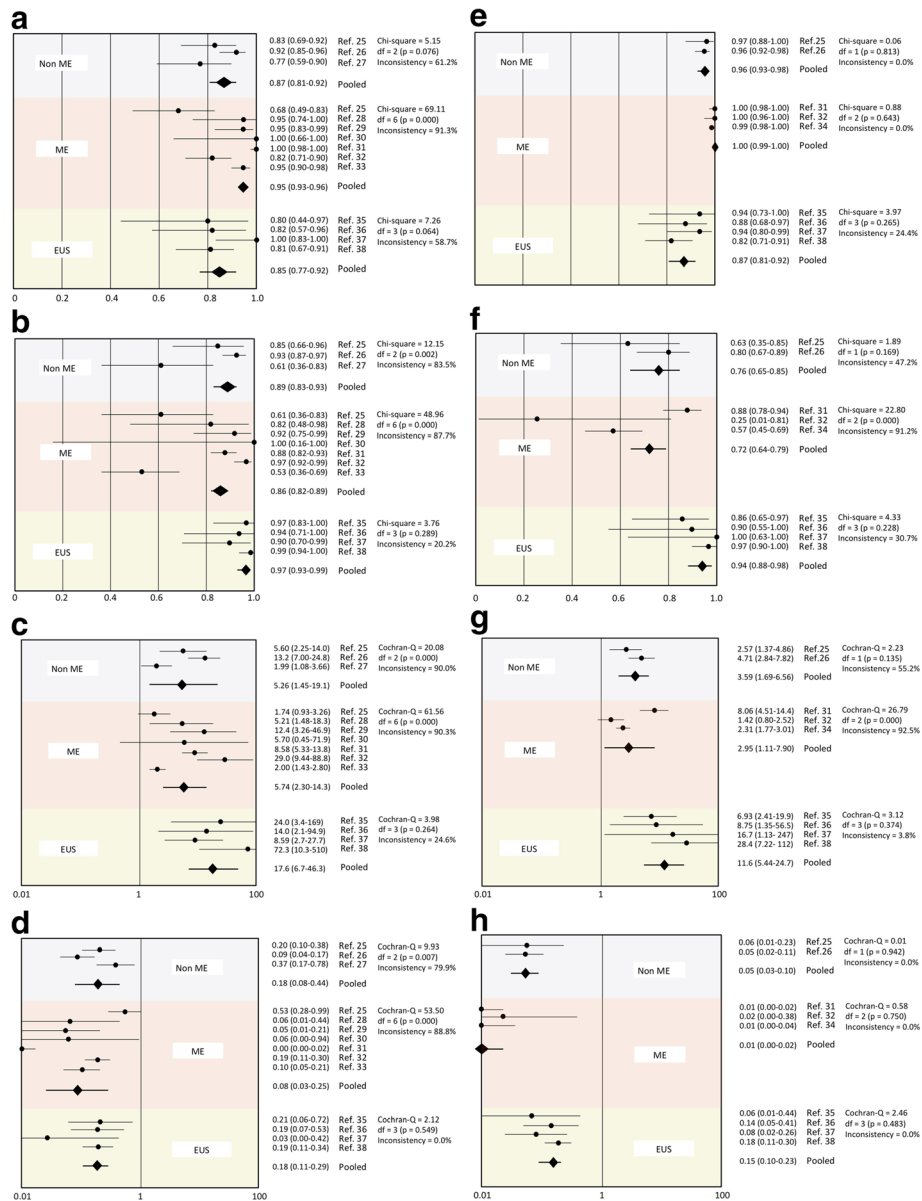 a
Non ME
0.83 (0.69-0.92) Ref. 25 Chi-square = 5.15
0.92 (0.85-0.96) Ref. 26 df = 2 (p = 0.076)
0.77 (0.59-0.90) Ref. 27 Inconsistency = 61.2%
0.87 (0.81-0.92) Pooled
ME
0.68 (0.49-0.83) Ref. 25 Chi-square = 69.11
0.95 (0.74-1.00) Ref. 28 df = 6 (p = 0.000)
0.95 (0.83-0.99) Ref. 29 Inconsistency = 91.3%
1.00 (0.66-1.00) Ref. 30
1.00 (0.98-1.00) Ref. 31
0.82 (0.71-0.90) Ref. 32
0.95 (0.90-0.98) Ref. 33
0.95 (0.93-0.96) Pooled
EUS
0.80 (0.44-0.97) Ref. 35 Chi-square = 7.26
0.82 (0.57-0.96) Ref. 36 df = 3 (p = 0.064)
1.00 (0.83-1.00) Ref. 37 Inconsistency = 58.7%
0.81 (0.67-0.91) Ref. 38
0.85 (0.77-0.92) Pooled
0 0.2 0.4 0.6 0.8 1.0
b
Non ME
0.85 (0.66-0.96) Ref. 25 Chi-square = 12.15
0.93 (0.87-0.97) Ref. 26 df = 2 (p = 0.002)
0.61 (0.36-0.83) Ref. 27 Inconsistency = 83.5%
0.89 (0.83-0.93) Pooled
ME
0.61 (0.36-0.83) Ref. 25 Chi-square = 48.96
0.82 (0.48-0.98) Ref. 28 df = 6 (p = 0.000)
0.92 (0.75-0.99) Ref. 29 Inconsistency = 87.7%
1.00 (0.16-1.00) Ref. 30
0.88 (0.82-0.93) Ref. 31
0.97 (0.92-0.99) Ref. 32
0.53 (0.36-0.69) Ref. 33
0.86 (0.82-0.89) Pooled
EUS
0.97 (0.83-1.00) Ref. 35 Chi-square = 3.76
0.94 (0.71-1.00) Ref. 36 df = 3 (p = 0.289)
0.90 (0.70-0.99) Ref. 37 Inconsistency = 20.2%
0.99 (0.94-1.00) Ref. 38
0.97 (0.93-0.99) Pooled
0 0.2 0.4 0.6 0.8 1.0
c
Non ME
5.60 (2.25-14.0) Ref. 25 Cochran-Q = 20.08
13.2 (7.00-24.8) Ref. 26 df = 2 (p = 0.000)
1.99 (1.08-3.66) Ref. 27 Inconsistency = 90.0%
5.26 (1.45-19.1) Pooled
ME
1.74 (0.93-3.26) Ref. 25 Cochran-Q = 61.56
5.21 (1.48-18.3) Ref. 28 df = 6 (p = 0.000)
12.4 (3.26-46.9) Ref. 29 Inconsistency = 90.3%
5.70 (0.45-71.9) Ref. 30
8.58 (5.33-13.8) Ref. 31
29.0 (9.44-88.8) Ref. 32
2.00 (1.43-2.80) Ref. 33
5.74 (2.30-14.3) Pooled
EUS
24.0 (3.4-169) Ref. 35 Cochran-Q = 3.98
14.0 (2.1-94.9) Ref. 36 df = 3 (p = 0.264)
8.59 (2.7-27.7) Ref. 37 Inconsistency = 24.6%
72.3 (10.3-510) Ref. 38
17.6 (6.7-46.3) Pooled
0.01 1 100
d
Non ME
0.20 (0.10-0.38) Ref. 25 Cochran-Q = 9.93
0.09 (0.04-0.17) Ref. 26 df = 2 (p = 0.007)
0.37 (0.17-0.78) Ref. 27 Inconsistency = 79.9%
0.18 (0.08-0.44) Pooled
ME
0.53 (0.28-0.99) Ref. 25 Cochran-Q = 53.50
0.06 (0.01-0.44) Ref. 28 df = 6 (p = 0.000)
0.05 (0.01-0.21) Ref. 29 Inconsistency = 88.8%
0.06 (0.00-0.94) Ref. 30
0.00 (0.00-0.02) Ref. 31
0.19 (0.11-0.30) Ref. 32
0.10 (0.05-0.21) Ref. 33
0.08 (0.03-0.25) Pooled
EUS
0.21 (0.06-0.72) Ref. 35 Cochran-Q = 2.12
0.19 (0.07-0.53) Ref. 36 df = 3 (p = 0.549)
0.03 (0.00-0.42) Ref. 37 Inconsistency = 0.0%
0.19 (0.11-0.34) Ref. 38
0.18 (0.11-0.29) Pooled
0.01 1 100
e
Non ME
0.97 (0.88-1.00) Ref.25 Chi-square = 0.06
0.96 (0.92-0.98) Ref.26 df = 1 (p = 0.813)
Inconsistency = 0.0%
0.96 (0.93-0.98) Pooled
ME
1.00 (0.98-1.00) Ref. 31 Chi-square = 0.88
1.00 (0.96-1.00) Ref. 32 df = 2 (p = 0.643)
0.99 (0.98-1.00) Ref. 34 Inconsistency = 0.0%
1.00 (0.99-1.00) Pooled
EUS
0.94 (0.73-1.00) Ref. 35 Chi-square = 3.97
0.88 (0.68-0.97) Ref. 36 df = 3 (p = 0.265)
0.94 (0.80-0.99) Ref. 37 Inconsistency = 24.4%
0.82 (0.71-0.91) Ref. 38
0.87 (0.81-0.92) Pooled
0 0.2 0.4 0.6 0.8 1.0
f
Non ME
0.63 (0.35-0.85) Ref.25 Chi-square = 1.89
0.80 (0.67-0.89) Ref.26 df = 1 (p = 0.169)
Inconsistency = 47.2%
0.76 (0.65-0.85) Pooled
ME
0.88 (0.78-0.94) Ref. 31 Chi-square = 22.80
0.25 (0.01-0.81) Ref. 32 df = 2 (p = 0.000)
0.57 (0.45-0.69) Ref. 34 Inconsistency = 91.2%
0.72 (0.64-0.79) Pooled
EUS
0.86 (0.65-0.97) Ref. 35 Chi-square = 4.33
0.90 (0.55-1.00) Ref. 36 df = 3 (p = 0.228)
1.00 (0.63-1.00) Ref. 37 Inconsistency = 30.7%
0.97 (0.90-1.00) Ref. 38
0.94 (0.88-0.98) Pooled
0 0.2 0.4 0.6 0.8 1.0
g
Non ME
2.57 (1.37-4.86) Ref.25 Cochran-Q = 2.23
4.71 (2.84-7.82) Ref.26 df = 1 (p = 0.135)
Inconsistency = 55.2%
3.59 (1.69-6.56) Pooled
ME
8.06 (4.51-14.4) Ref. 31 Cochran-Q = 26.79
1.42 (0.80-2.52) Ref. 32 df = 2 (p = 0.000)
2.31 (1.77-3.01) Ref. 34 Inconsistency = 92.5%
2.95 (1.11-7.90) Pooled
EUS
6.93 (2.41-19.9) Ref. 35 Cochran-Q = 3.12
8.75 (1.35-56.5) Ref. 36 df = 3 (p = 0.374)
16.7 (1.13- 247) Ref. 37 Inconsistency = 3.8%
28.4 (7.22- 112) Ref. 38
11.6 (5.44-24.7) Pooled
0.01 1 100
h
Non ME
0.06 (0.01-0.23) Ref.25 Cochran-Q = 0.01
0.05 (0.02-0.11) Ref.26 df = 1 (p = 0.942)
Inconsistency = 0.0%
0.05 (0.03-0.10) Pooled
ME
0.01 (0.00-0.02) Ref. 31 Cochran-Q = 0.58
0.02 (0.00-0.38) Ref. 32 df = 2 (p = 0.750)
0.01 (0.00-0.04) Ref. 34 Inconsistency = 0.0%
0.01 (0.00-0.02) Pooled
EUS
0.06 (0.01-0.44) Ref. 35 Cochran-Q = 2.46
0.14 (0.05-0.41) Ref. 36 df = 3 (p = 0.483)
0.08 (0.02-0.26) Ref. 37 Inconsistency = 0.0%
0.18 (0.11-0.30) Ref. 38
0.15 (0.10-0.23) Pooled
0.01 1 100